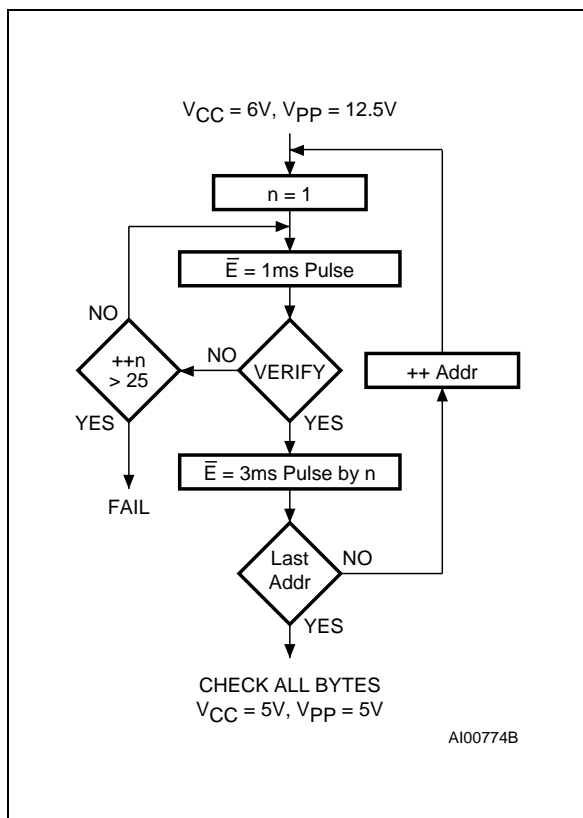 VCC = 6V, VPP = 12.5V
n = 1
E̅ = 1ms Pulse
NO
++n
> 25
NO
VERIFY
++ Addr
YES
YES
E̅ = 3ms Pulse by n
FAIL
Last
Addr
NO
YES
CHECK ALL BYTES
VCC = 5V, VPP = 5V
AI00774B